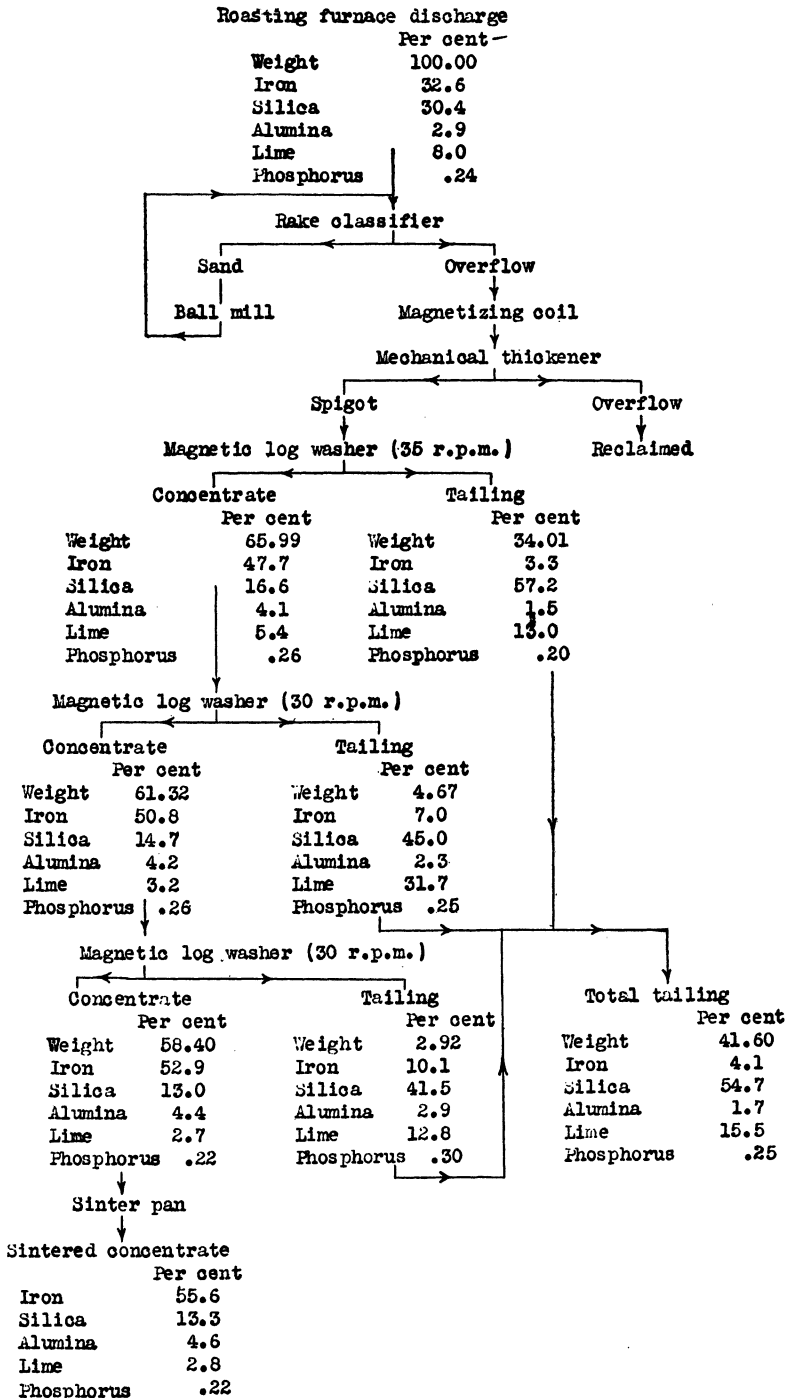 Roasting furnace discharge
Per cent
Weight 100.00
Iron 32.6
Silica 30.4
Alumina 2.9
Lime 8.0
Phosphorus .24
Rake classifier
Sand Overflow
Ball mill Magnetizing coil
Mechanical thickener
Spigot Overflow
Magnetic log washer (35 r.p.m.) Reclaimed
Concentrate Tailing
Per cent Per cent
Weight 65.99 Weight 34.01
Iron 47.7 Iron 3.3
Silica 16.6 Silica 57.2
Alumina 4.1 Alumina 1.5
Lime 5.4 Lime 13.0
Phosphorus .26 Phosphorus .20
Magnetic log washer (30 r.p.m.)
Concentrate Tailing
Per cent Per cent
Weight 61.32 Weight 4.67
Iron 50.8 Iron 7.0
Silica 14.7 Silica 45.0
Alumina 4.2 Alumina 2.3
Lime 3.2 Lime 31.7
Phosphorus .26 Phosphorus .25
Magnetic log washer (30 r.p.m.)
Concentrate Tailing Total tailing
Per cent Per cent Per cent
Weight 58.40 Weight 2.92 Weight 41.60
Iron 52.9 Iron 10.1 Iron 4.1
Silica 13.0 Silica 41.5 Silica 54.7
Alumina 4.4 Alumina 2.9 Alumina 1.7
Lime 2.7 Lime 12.8 Lime 15.5
Phosphorus .22 Phosphorus .30 Phosphorus .25
Sinter pan
Sintered concentrate
Per cent
Iron 55.6
Silica 13.3
Alumina 4.6
Lime 2.8
Phosphorus .22